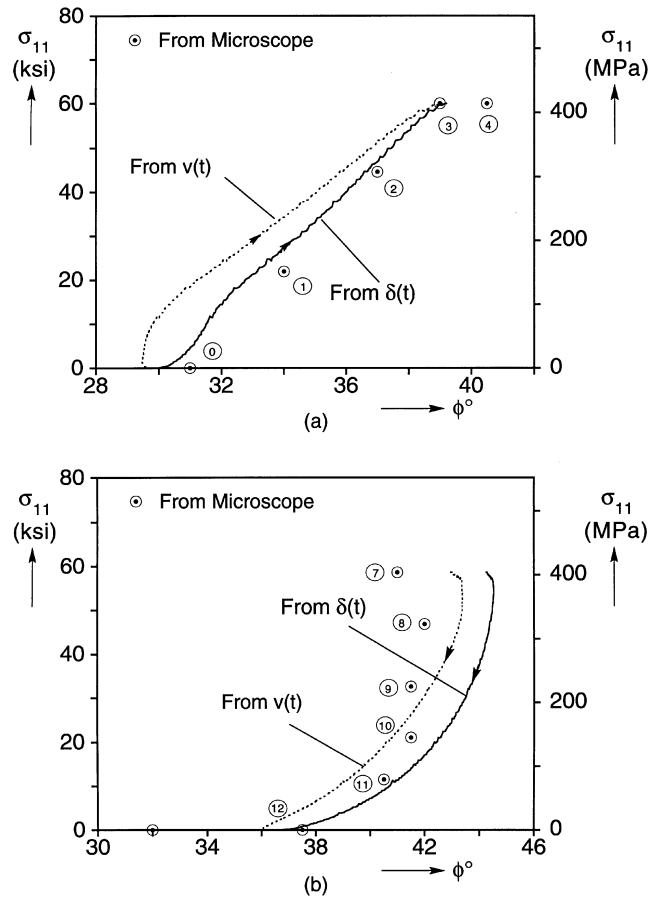 80
σ11
(ksi)
From Microscope
σ11
(MPa)
60
400
3
4
From v(t)
40
2
200
20
1
From δ(t)
0
0
0
28
32
36
40
φ°
(a)
80
σ11
(ksi)
From Microscope
σ11
(MPa)
60
7
400
From δ(t)
8
40
9
From v(t)
200
10
20
11
12
0
0
30
34
38
42
46
φ°
(b)